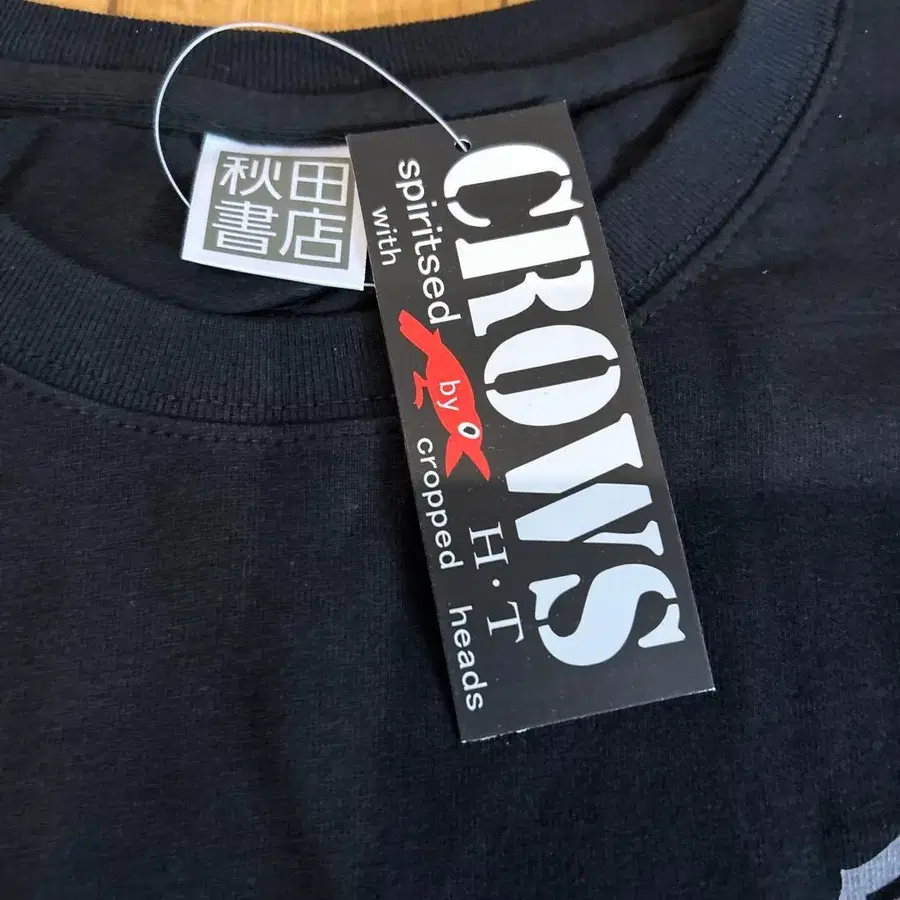 秋田
書店
CROWS
H・T
spiritsed
with
by
cropped heads